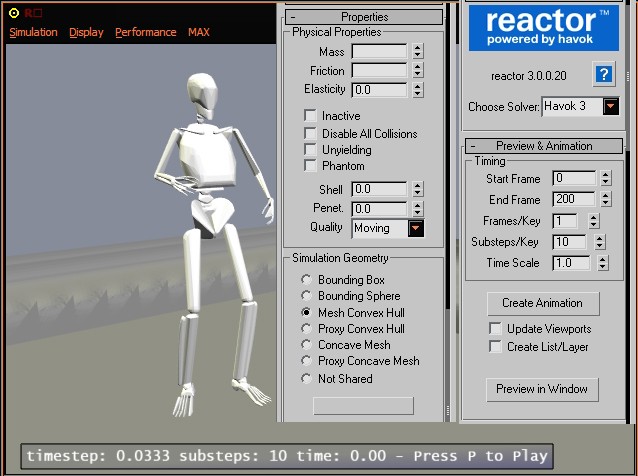 Simulation Display Performance MAX
- Properties
Physical Properties
Mass
Friction
Elasticity 0.0
Inactive
Disable All Collisions
Unyielding
Phantom
Shell 0.0
Penet. 0.0
Quality Moving
Simulation Geometry
Bounding Box
Bounding Sphere
Mesh Convex Hull
Proxy Convex Hull
Concave Mesh
Proxy Concave Mesh
Not Shared
reactor™
powered by havok
reactor 3.0.0.20 ?
Choose Solver: Havok 3
- Preview & Animation
Timing
Start Frame 0
End Frame 200
Frames/Key 1
Substeps/Key 10
Time Scale 1.0
Create Animation
Update Viewports
Create List/Layer
Preview in Window
timestep: 0.0333 substeps: 10 time: 0.00 - Press P to Play